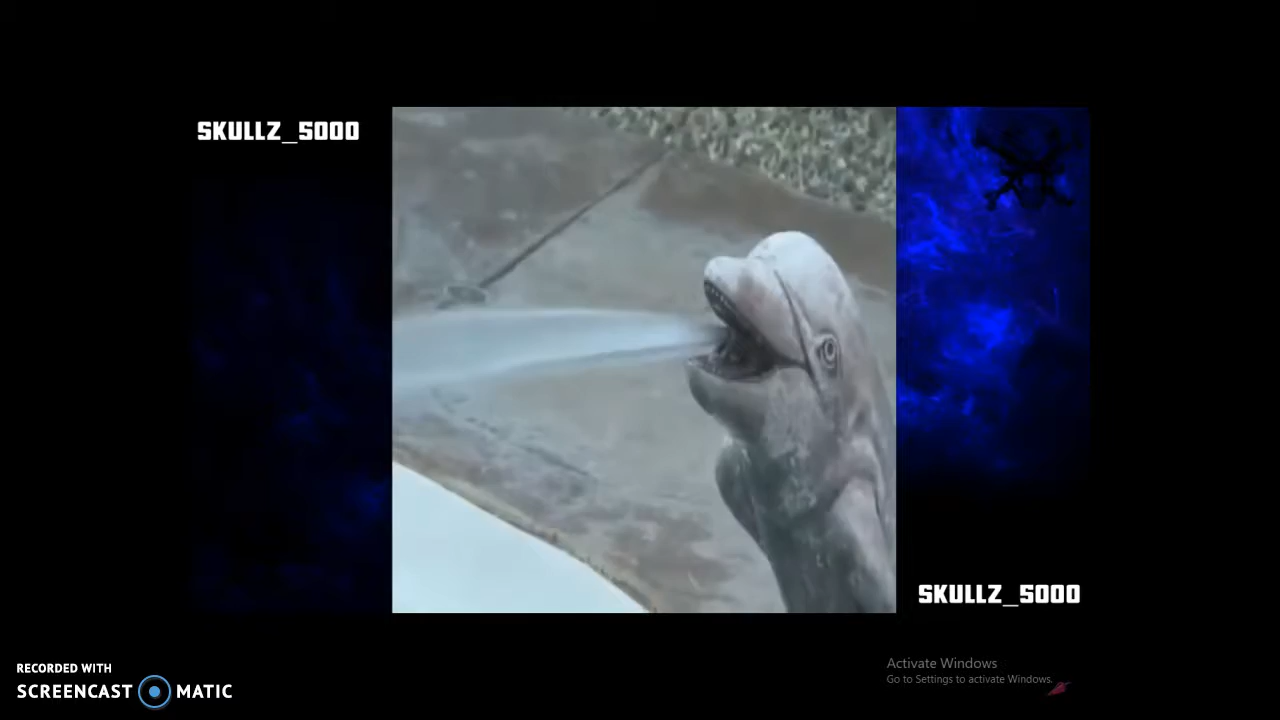 SKULLZ_5000
SKULLZ_5000
RECORDED WITH
SCREENCAST MATIC
Activate Windows
Go to Settings to activate Windows.